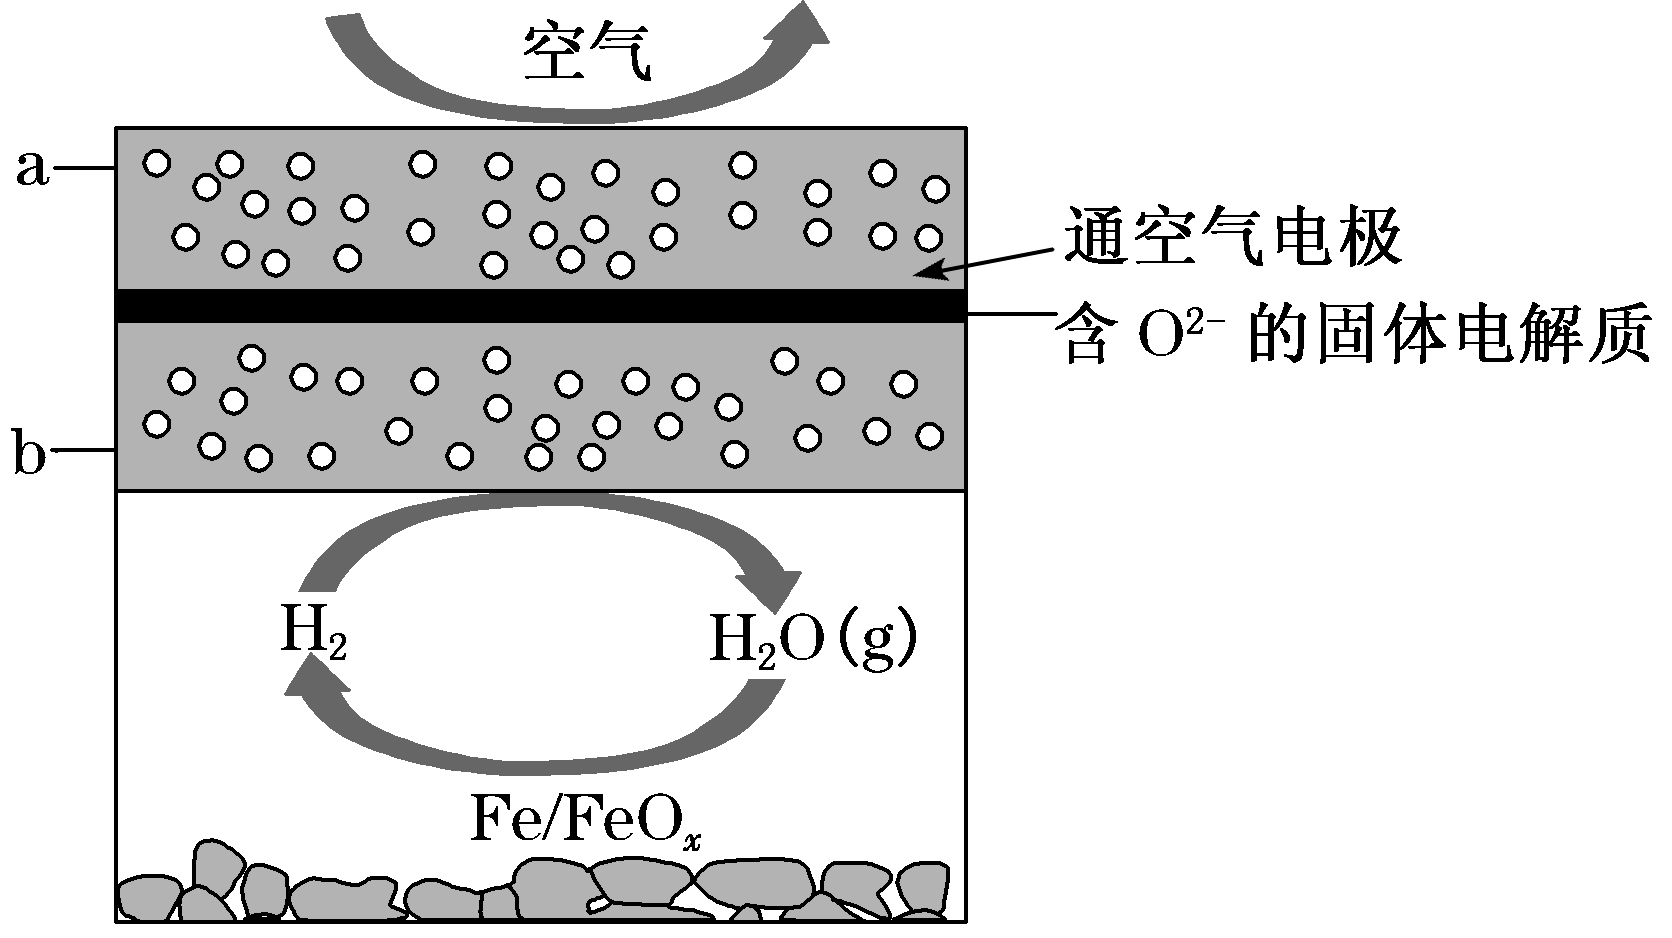 空气
a
通空气电极
含 O²⁻ 的固体电解质
b
H₂
H₂O(g)
Fe/FeOₓ